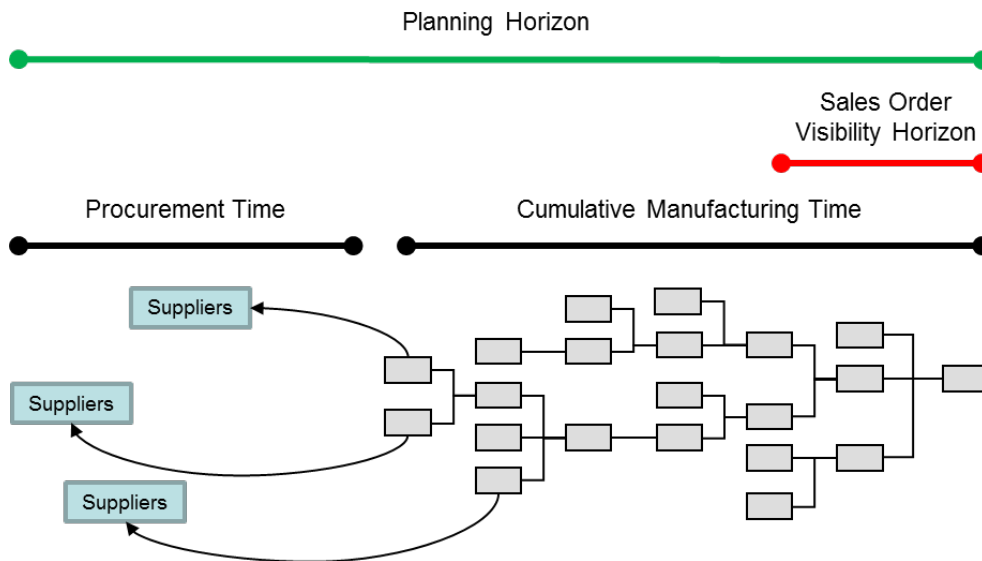 Planning Horizon
Sales Order
Visibility Horizon
Procurement Time
Cumulative Manufacturing Time
Suppliers
Suppliers
Suppliers